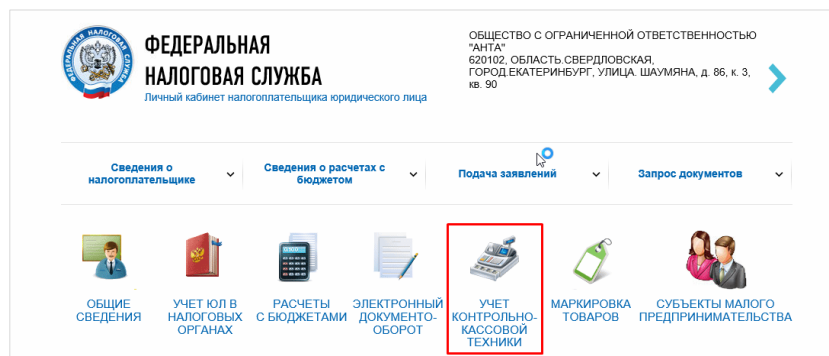 ФЕДЕРАЛЬНАЯ
НАЛОГОВАЯ СЛУЖБА
Личный кабинет налогоплательщика юридического лица
ОБЩЕСТВО С ОГРАНИЧЕННОЙ ОТВЕТСТВЕННОСТЬЮ
"АНТА"
620102, ОБЛАСТЬ.СВЕРДЛОВСКАЯ,
ГОРОД.ЕКАТЕРИНБУРГ, УЛИЦА. ШАУМЯНА, д. 86, к. 3,
кв. 90
Сведения о
налогоплательщике
Сведения о расчетах с
бюджетом
Подача заявлений
Запрос документов
ОБЩИЕ
СВЕДЕНИЯ
УЧЕТ ЮЛ В
НАЛОГОВЫХ
ОРГАНАХ
РАСЧЕТЫ
С БЮДЖЕТАМИ
ЭЛЕКТРОННЫЙ
ДОКУМЕНТО-
ОБОРОТ
УЧЕТ
КОНТРОЛЬНО-
КАССОВОЙ
ТЕХНИКИ
МАРКИРОВКА
ТОВАРОВ
СУБЪЕКТЫ МАЛОГО
ПРЕДПРИНИМАТЕЛЬСТВА